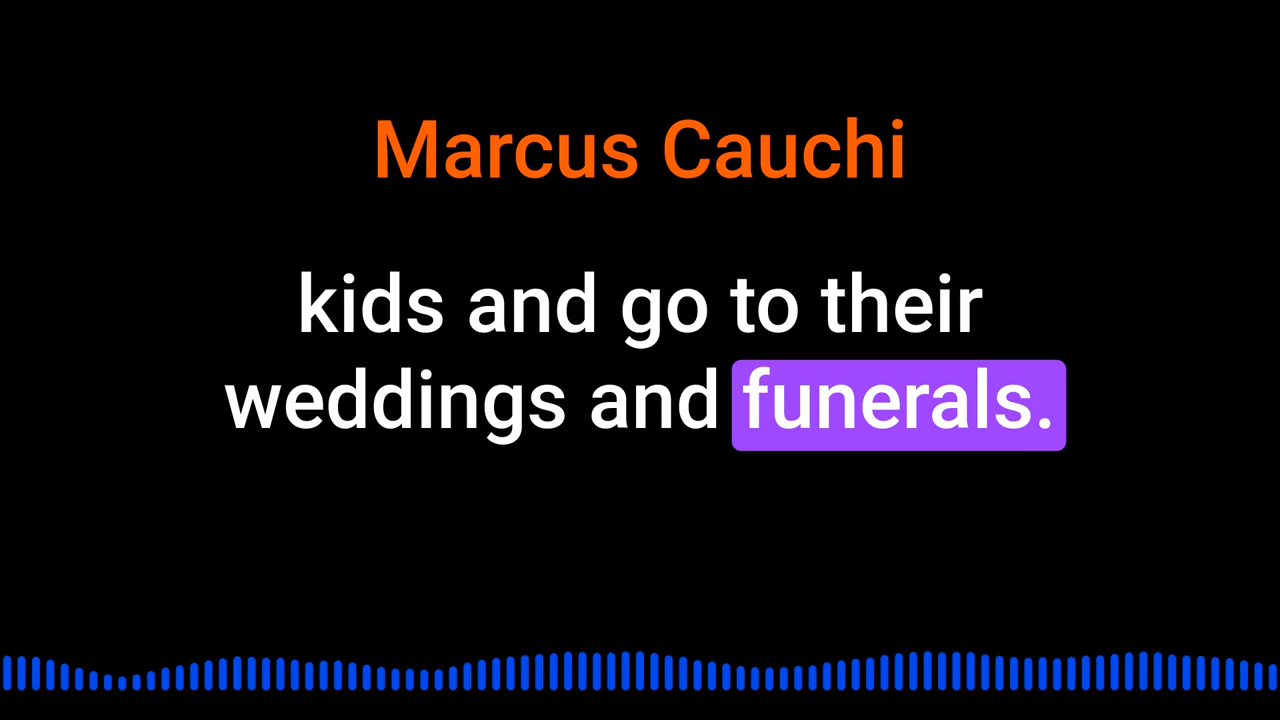 Marcus Cauchi
kids and go to their
weddings and funerals.